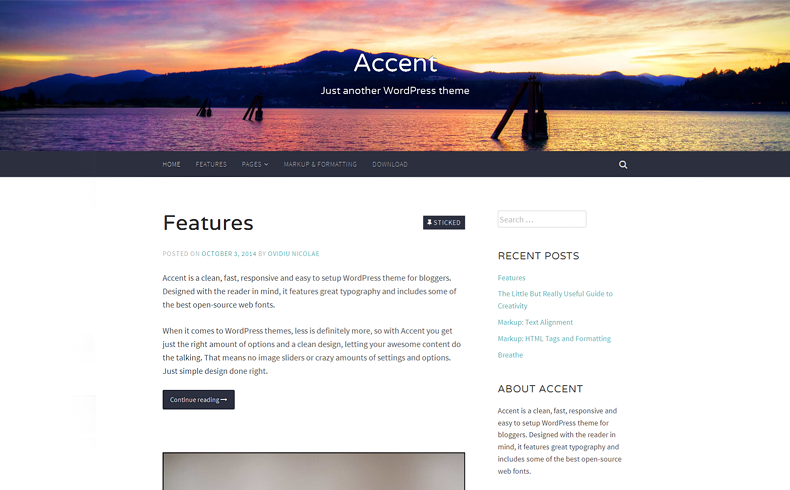 Accent
Just another WordPress theme
HOME FEATURES PAGES MARKUP & FORMATTING DOWNLOAD
Features
STICKED
POSTED ON OCTOBER 3, 2014 BY OVIDIU NICOLAE
Accent is a clean, fast, responsive and easy to setup WordPress theme for bloggers.
Designed with the reader in mind, it features great typography and includes some of
the best open-source web fonts.
When it comes to WordPress themes, less is definitely more, so with Accent you get
just the right amount of options and a clean design, letting your awesome content do
the talking. That means no image sliders or crazy amounts of settings and options.
Just simple design done right.
Continue reading
Search …
RECENT POSTS
Features
The Little But Really Useful Guide to
Creativity
Markup: Text Alignment
Markup: HTML Tags and Formatting
Breathe
ABOUT ACCENT
Accent is a clean, fast, responsive and
easy to setup WordPress theme for
bloggers. Designed with the reader in
mind, it features great typography and
includes some of the best open-source
web fonts.